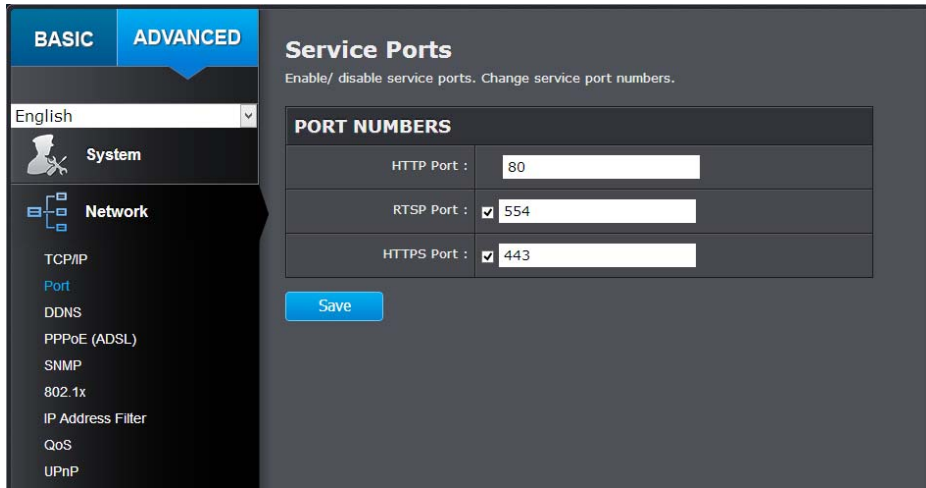 BASIC
ADVANCED
English
System
Network
TCP/IP
Port
DDNS
PPPoE (ADSL)
SNMP
802.1x
IP Address Filter
QoS
UPnP
Service Ports
Enable/ disable service ports. Change service port numbers.
PORT NUMBERS
HTTP Port : 80
RTSP Port : 554
HTTPS Port : 443
Save